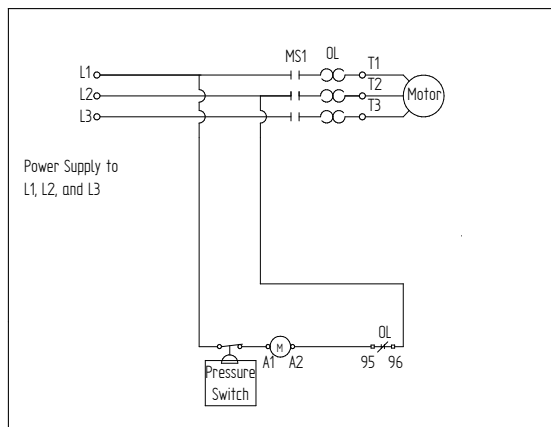 MS1 OL
L1 T1
L2 T2
Motor
L3 T3
Power Supply to
L1, L2, and L3
OL
M
A1 A2 95 96
Pressure
Switch